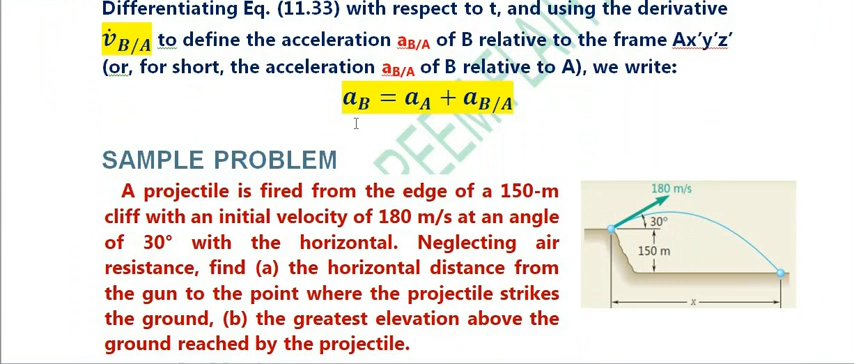 Differentiating Eq. (11.33) with respect to t, and using the derivative
v̇B/A to define the acceleration aB/A of B relative to the frame Ax'y'z'
(or, for short, the acceleration aB/A of B relative to A), we write:
aB = aA + aB/A
SAMPLE PROBLEM
A projectile is fired from the edge of a 150-m
cliff with an initial velocity of 180 m/s at an angle
of 30° with the horizontal. Neglecting air
resistance, find (a) the horizontal distance from
the gun to the point where the projectile strikes
the ground, (b) the greatest elevation above the
ground reached by the projectile.
180 m/s
30°
150 m
x